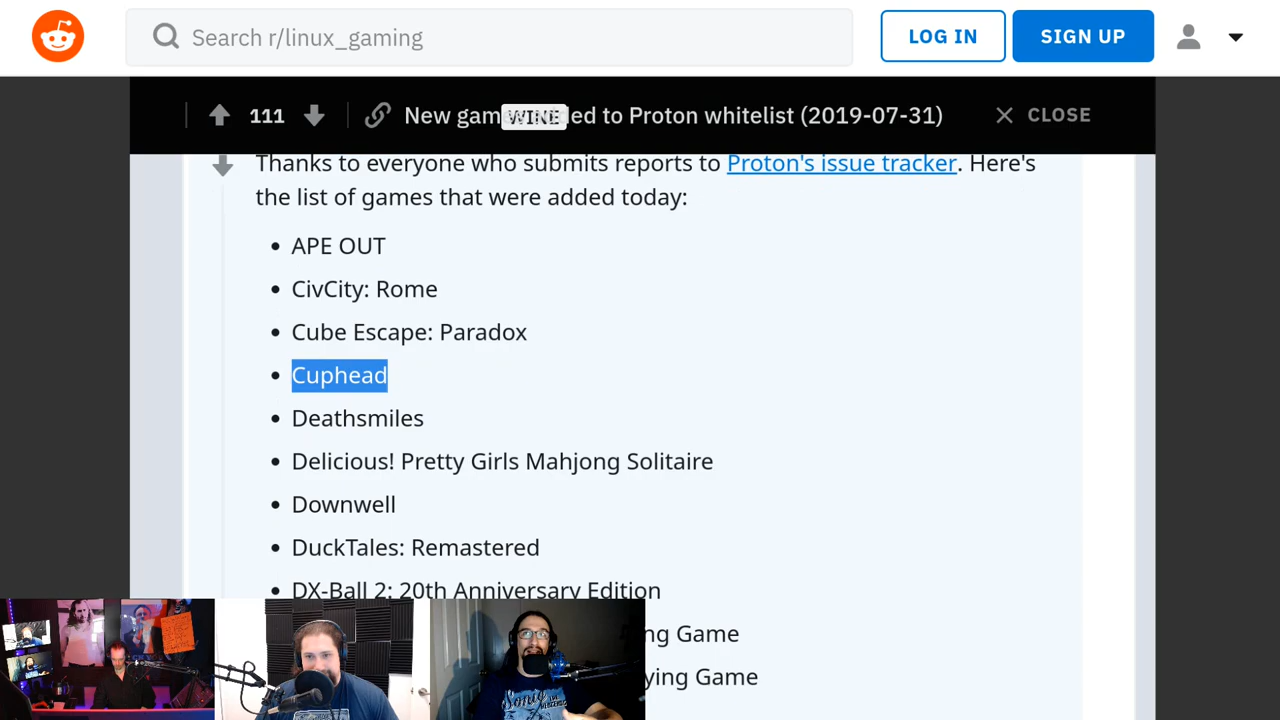 Search r/linux_gaming
LOG IN
SIGN UP
111
New games added to Proton whitelist (2019-07-31)
WINE
CLOSE
Thanks to everyone who submits reports to Proton's issue tracker. Here's
the list of games that were added today:
• APE OUT
• CivCity: Rome
• Cube Escape: Paradox
• Cuphead
• Deathsmiles
• Delicious! Pretty Girls Mahjong Solitaire
• Downwell
• DuckTales: Remastered
• DX-Ball 2: 20th Anniversary Edition
ng Game
ying Game
Sonic